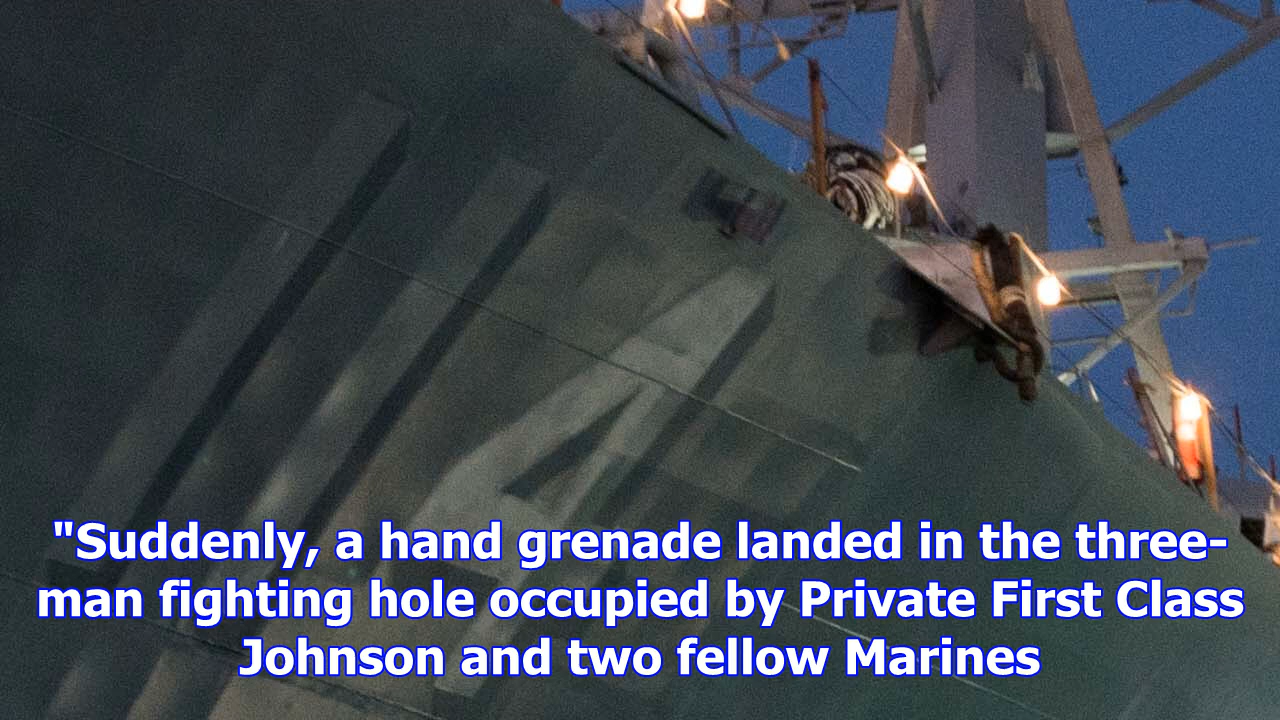 114
"Suddenly, a hand grenade landed in the three-
man fighting hole occupied by Private First Class
Johnson and two fellow Marines